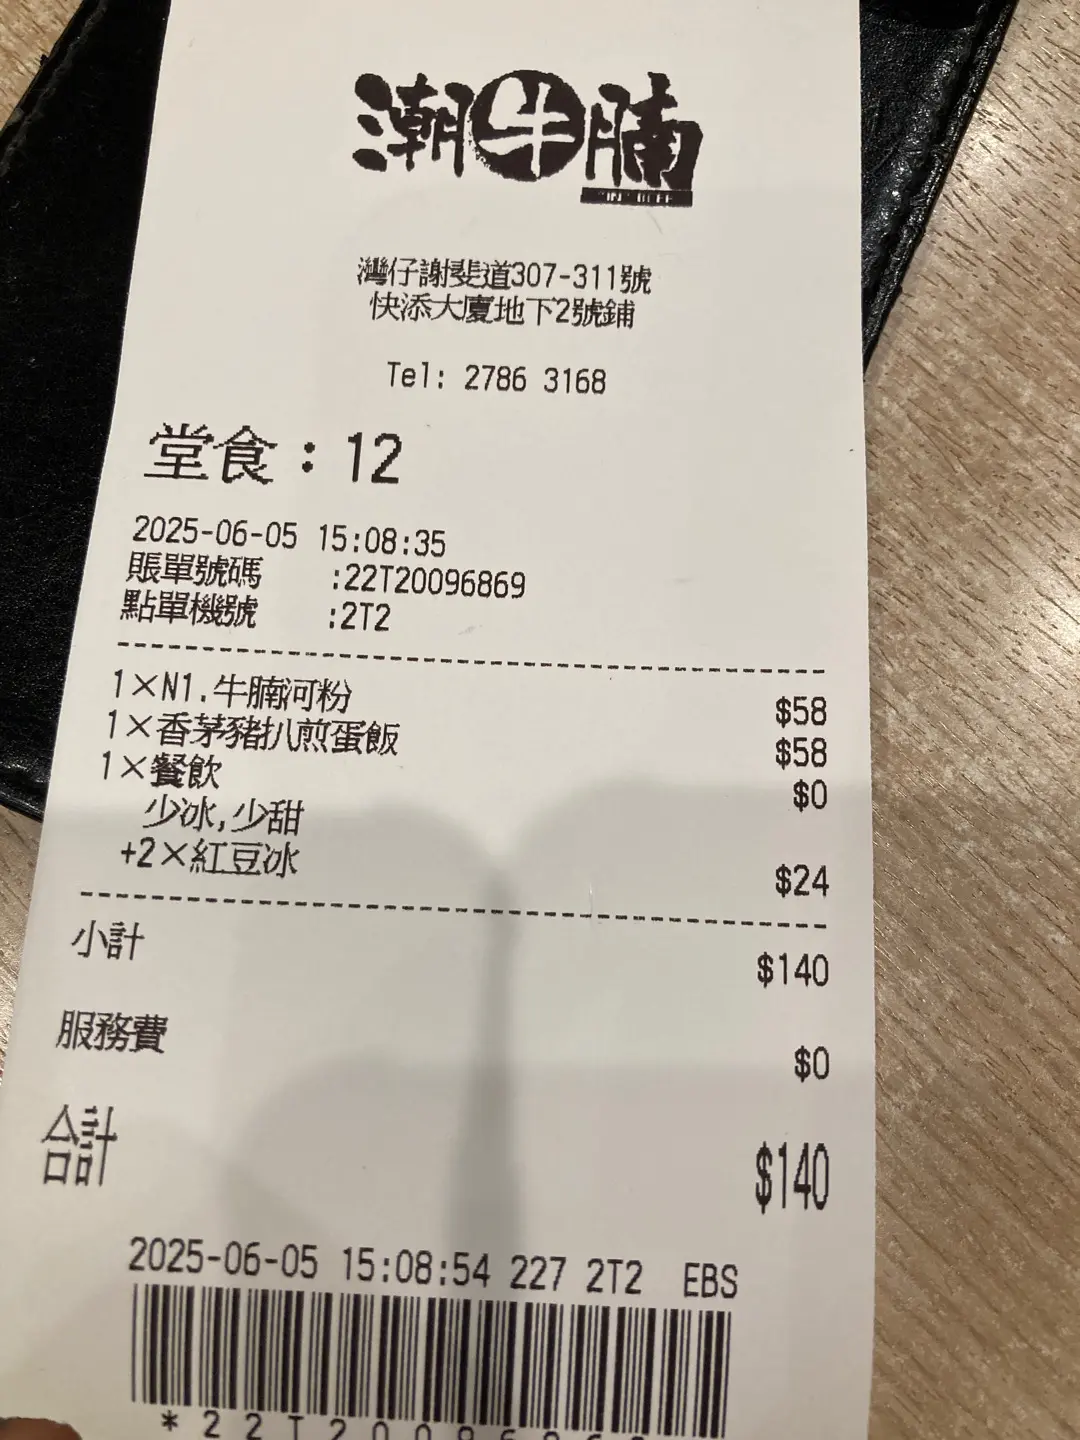 潮牛腩
灣仔謝斐道307-311號
快添大廈地下2號鋪
Tel: 2786 3168
堂食：12
2025-06-05 15:08:35
賬單號碼 :22T20096869
點單機號 :2T2
1×N1.牛腩河粉 $58
1×香茅豬扒煎蛋飯 $58
1×餐飲 $0
少冰,少甜
+2×紅豆冰 $24
小計 $140
服務費 $0
合計 $140
2025-06-05 15:08:54 227 2T2 EBS